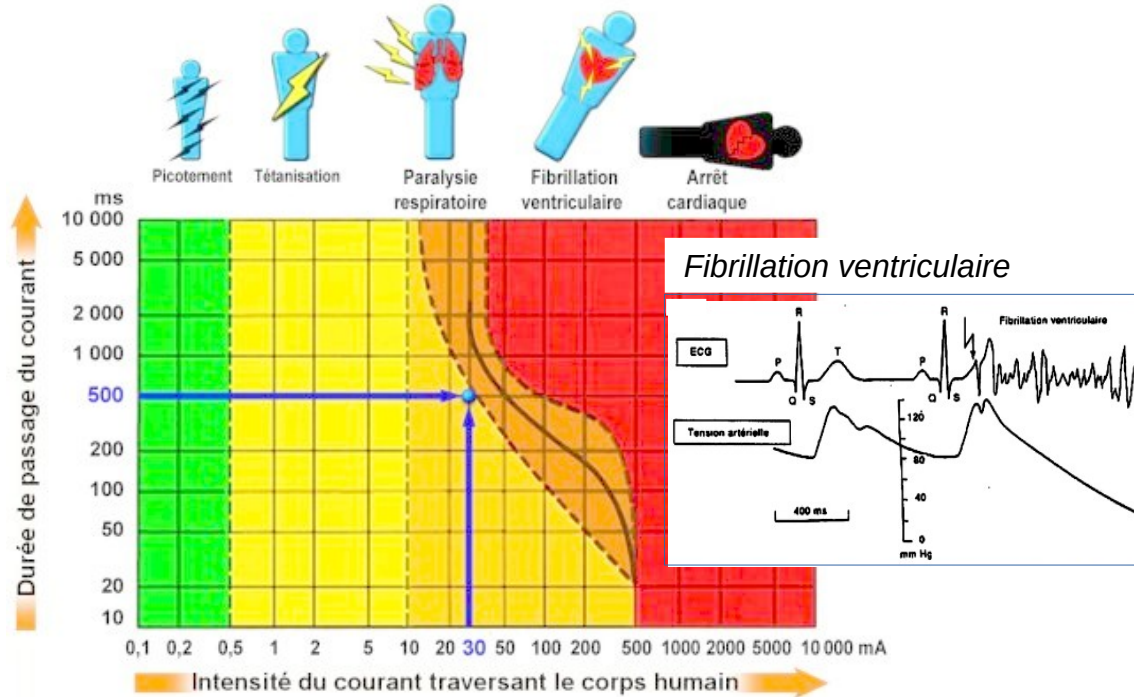 Picotement
Tétanisation
Paralysie
respiratoire
Fibrillation
ventriculaire
Arrêt
cardiaque
Durée de passage du courant
ms
10 000
5 000
2 000
1 000
500
200
100
50
20
10
0,1 0,2 0,5 1 2 5 10 20 30 50 100 200 500 1000 2000 5000 10 000 mA
Intensité du courant traversant le corps humain
Fibrillation ventriculaire
ECG
P
R
Q
S
T
P
R
Q
S
Fibrillation ventriculaire
Tension artérielle
400 ms
120
80
40
0
mm Hg